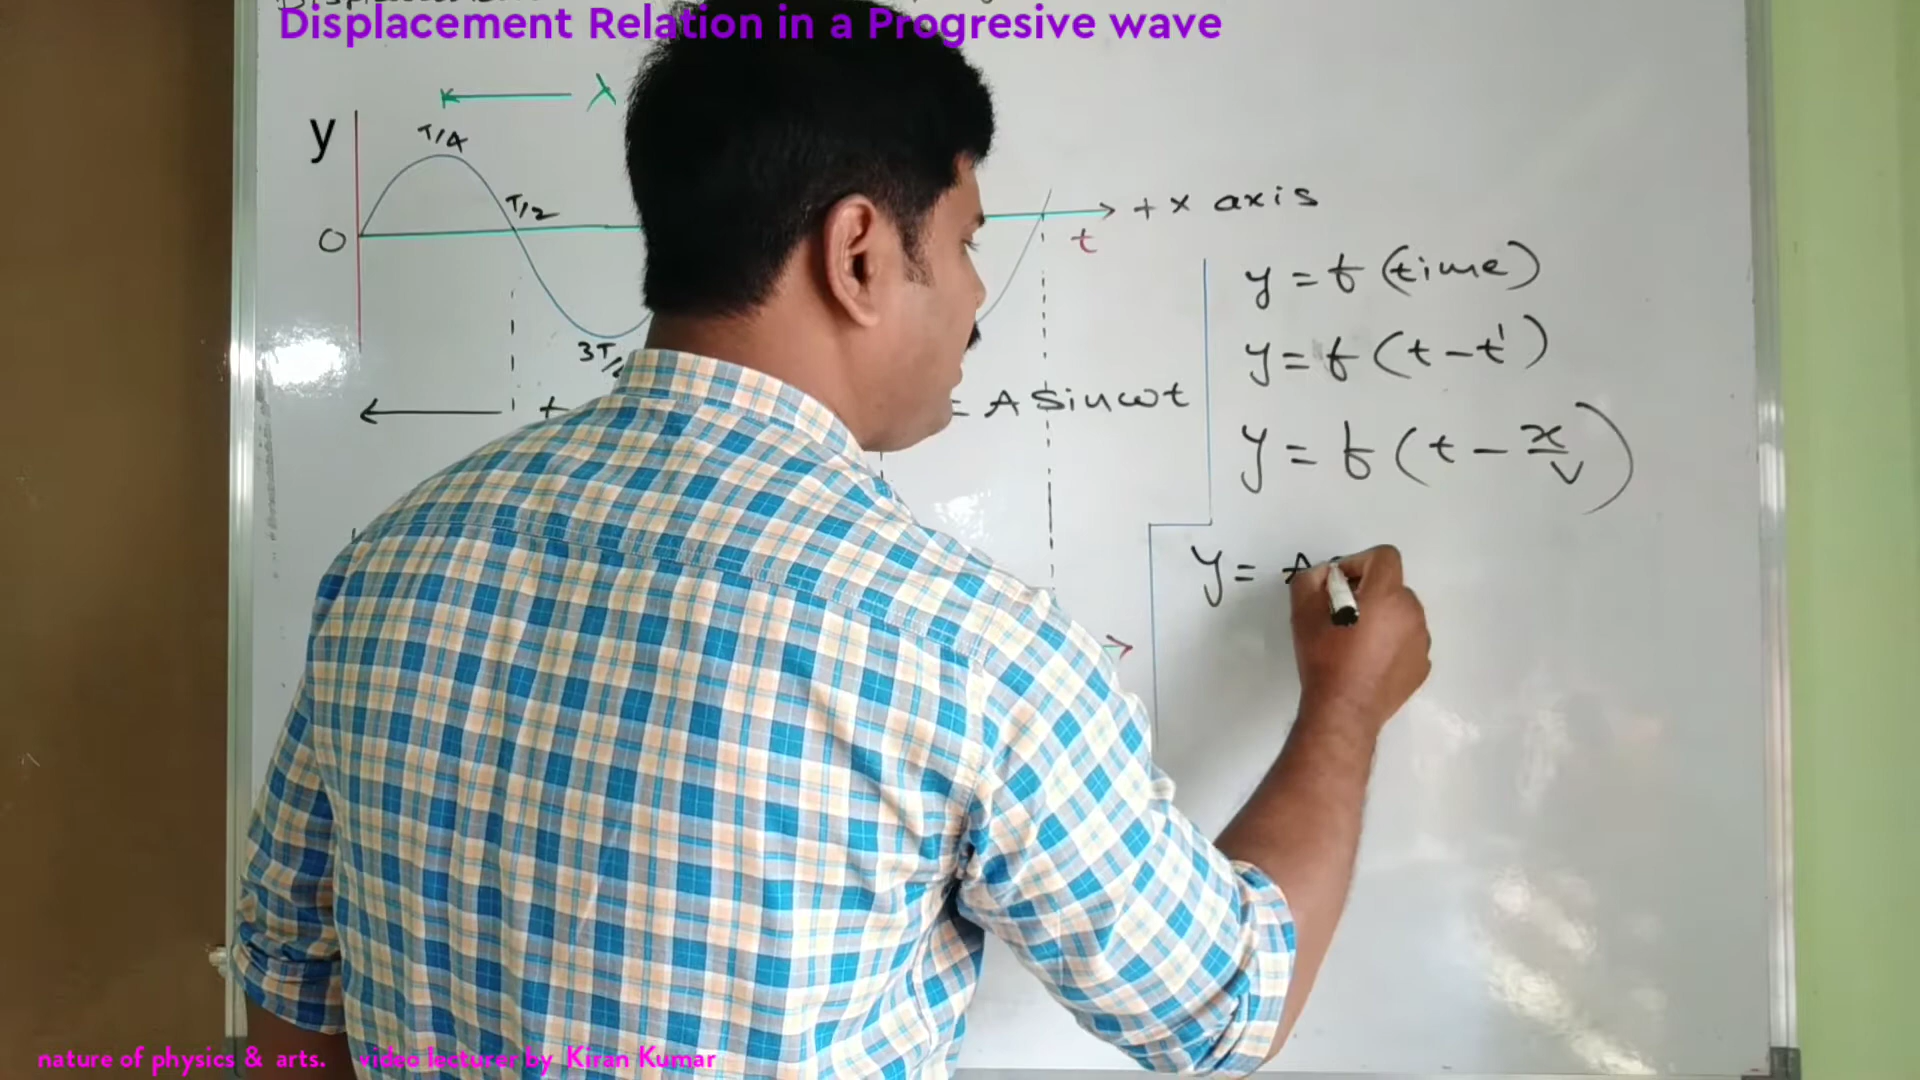 Displacement Relation in a Progresive wave
λ
y
T/4
T/2
+ x axis
0
t
y = f (time)
y = f (t - t')
3T/
= A Sinωt
y = f (t - x/v)
y = A
nature of physics & arts. video lecturer by Kiran Kumar